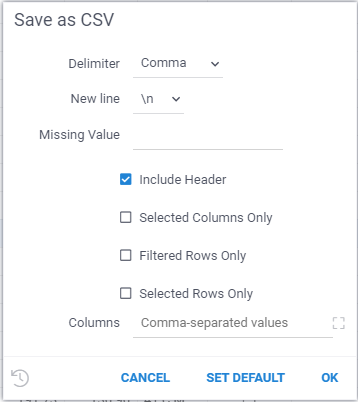 Save as CSV
Delimiter Comma
New line \n
Missing Value
Include Header
Selected Columns Only
Filtered Rows Only
Selected Rows Only
Columns Comma-separated values
CANCEL SET DEFAULT OK